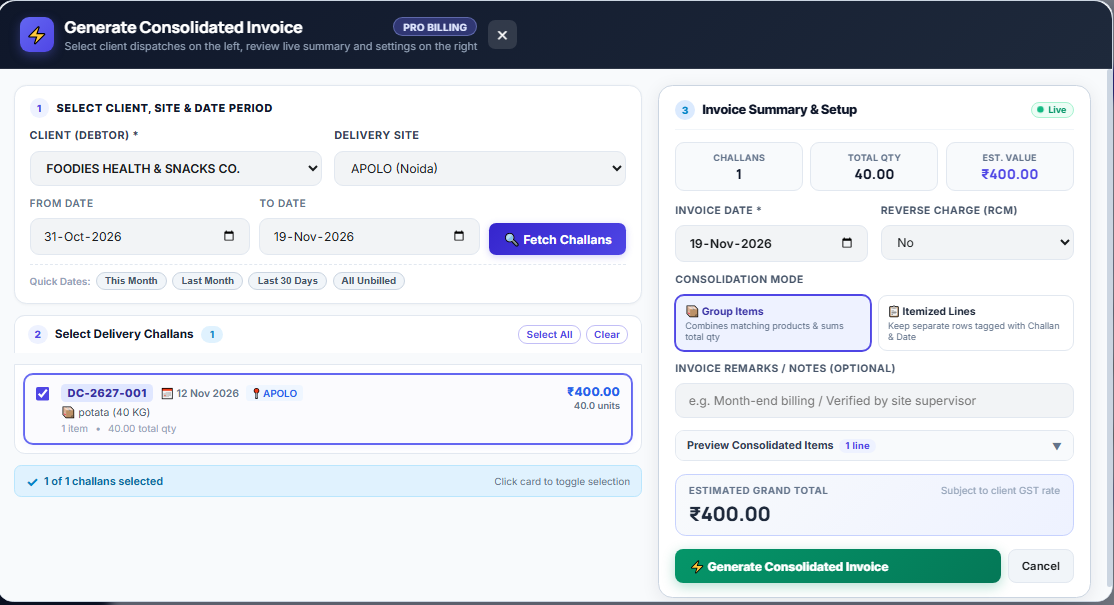 Generate Consolidated Invoice
PRO BILLING
Select client dispatches on the left, review live summary and settings on the right
1 SELECT CLIENT, SITE & DATE PERIOD
CLIENT (DEBTOR) *
DELIVERY SITE
FOODIES HEALTH & SNACKS CO.
APOLO (Noida)
FROM DATE
TO DATE
31-Oct-2026
19-Nov-2026
Fetch Challans
Quick Dates: This Month Last Month Last 30 Days All Unbilled
2 Select Delivery Challans 1
Select All Clear
DC-2627-001 12 Nov 2026 APOLO
₹400.00
potata (40 KG)
40.0 units
1 item • 40.00 total qty
1 of 1 challans selected
Click card to toggle selection
3 Invoice Summary & Setup
Live
CHALLANS
1
TOTAL QTY
40.00
EST. VALUE
₹400.00
INVOICE DATE *
REVERSE CHARGE (RCM)
19-Nov-2026
No
CONSOLIDATION MODE
Group Items
Combines matching products & sums
total qty
Itemized Lines
Keep separate rows tagged with Challan
& Date
INVOICE REMARKS / NOTES (OPTIONAL)
e.g. Month-end billing / Verified by site supervisor
Preview Consolidated Items 1 line
ESTIMATED GRAND TOTAL
Subject to client GST rate
₹400.00
Generate Consolidated Invoice
Cancel